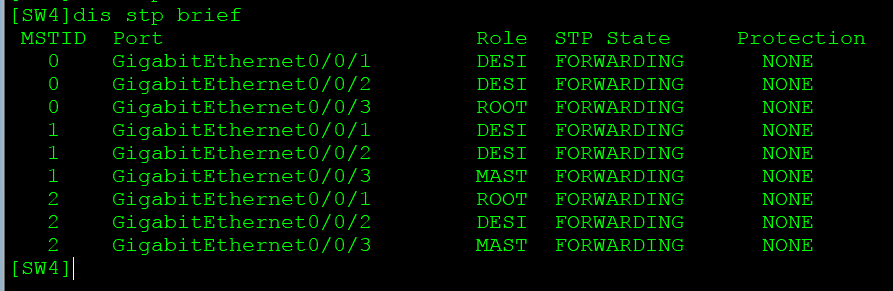 [SW4]dis stp brief
MSTID Port Role STP State Protection
0 GigabitEthernet0/0/1 DESI FORWARDING NONE
0 GigabitEthernet0/0/2 DESI FORWARDING NONE
0 GigabitEthernet0/0/3 ROOT FORWARDING NONE
1 GigabitEthernet0/0/1 DESI FORWARDING NONE
1 GigabitEthernet0/0/2 DESI FORWARDING NONE
1 GigabitEthernet0/0/3 MAST FORWARDING NONE
2 GigabitEthernet0/0/1 ROOT FORWARDING NONE
2 GigabitEthernet0/0/2 DESI FORWARDING NONE
2 GigabitEthernet0/0/3 MAST FORWARDING NONE
[SW4]